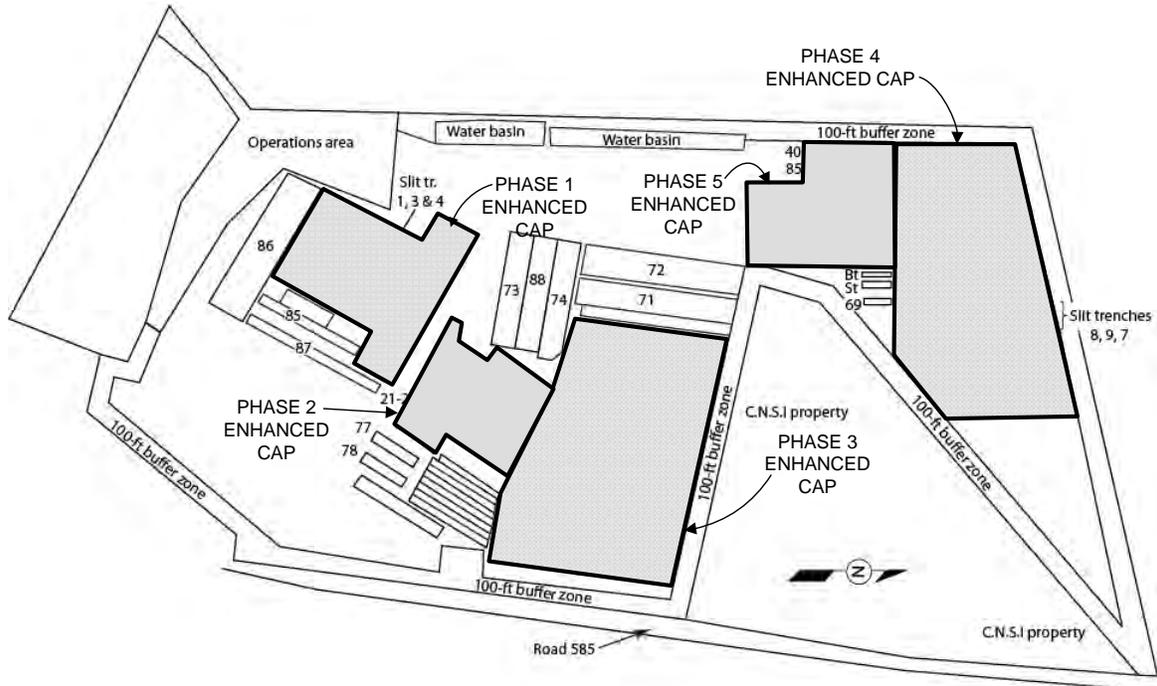 PHASE 4
ENHANCED CAP
Water basin
Water basin
100-ft buffer zone
Operations area
40
85
Slit tr.
1, 3 & 4
PHASE 1
ENHANCED
CAP
PHASE 5
ENHANCED
CAP
86
73
88
74
72
71
Bt
St
69
85
87
Slit trenches
8, 9, 7
21-2
PHASE 2
ENHANCED
CAP
77
78
100-ft buffer zone
C.N.S.I property
PHASE 3
ENHANCED
CAP
100-ft buffer zone
100-ft buffer zone
100-ft buffer zone
N
C.N.S.I property
Road 585